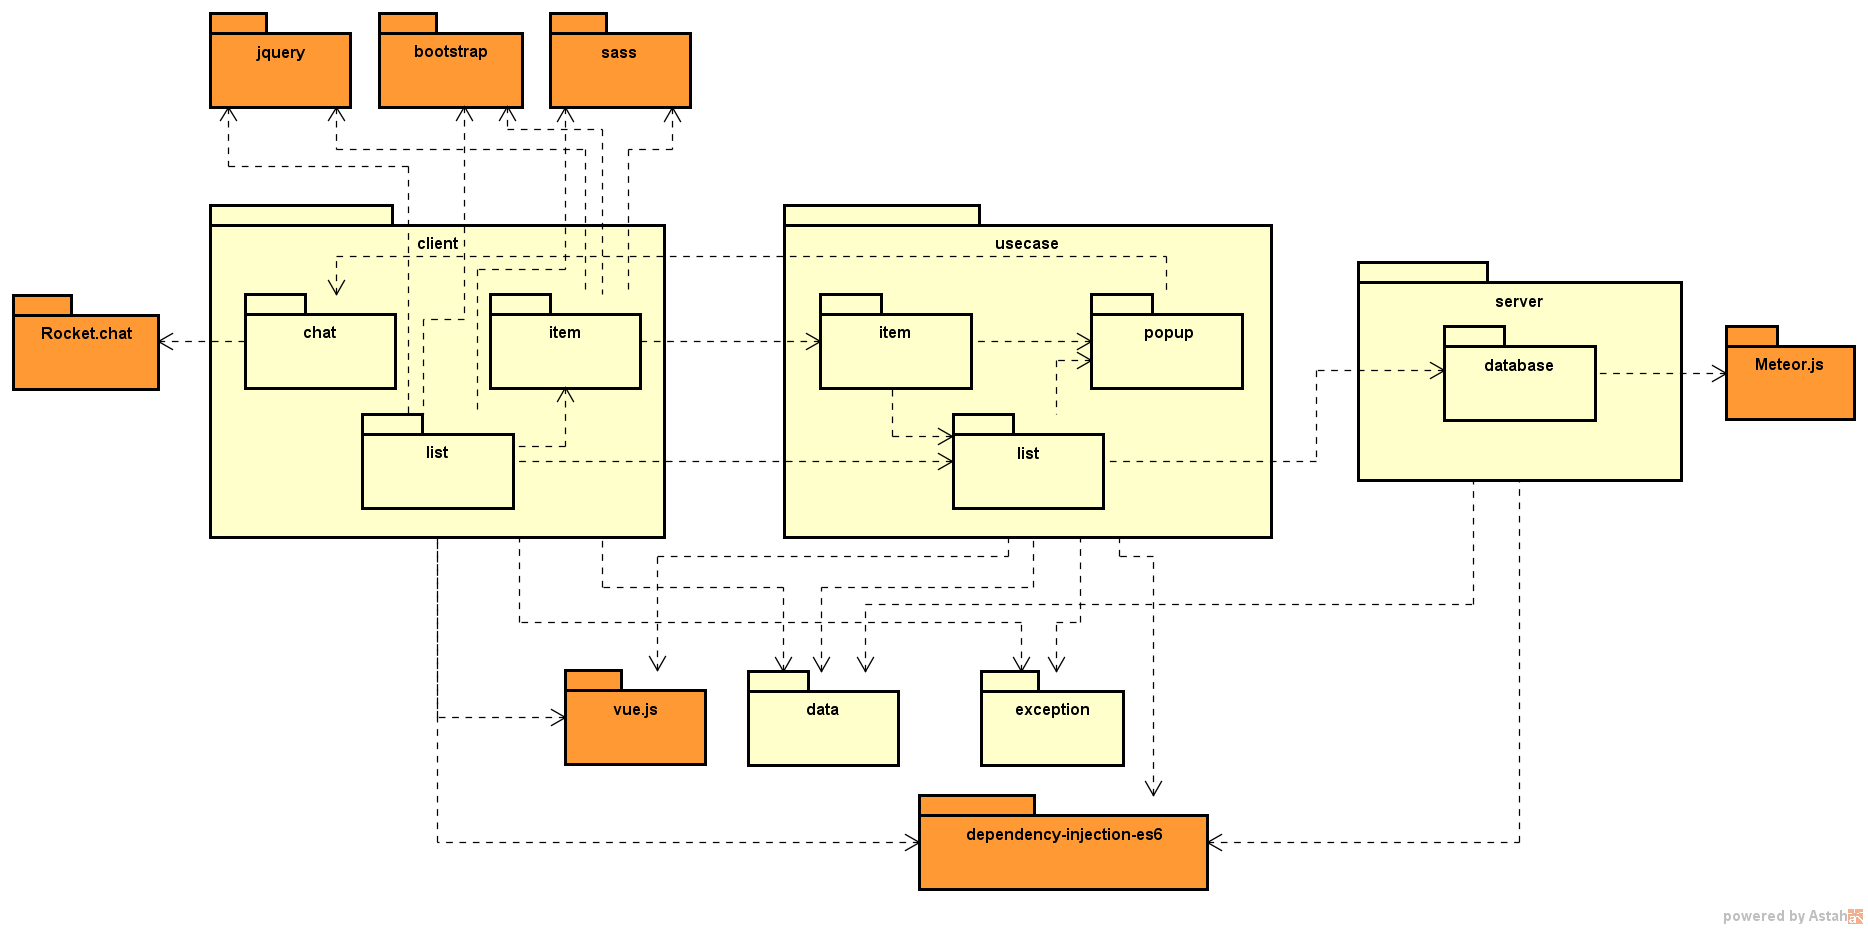 jquery
bootstrap
sass
client
usecase
server
Rocket.chat
chat
item
item
popup
database
Meteor.js
list
list
vue.js
data
exception
dependency-injection-es6
powered by Astah